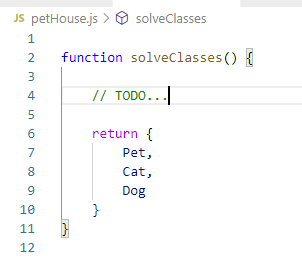 JS petHouse.js > solveClasses
1
2 function solveClasses() {
3
4 // TODO...
5
6 return {
7 Pet,
8 Cat,
9 Dog
10 }
11 }
12